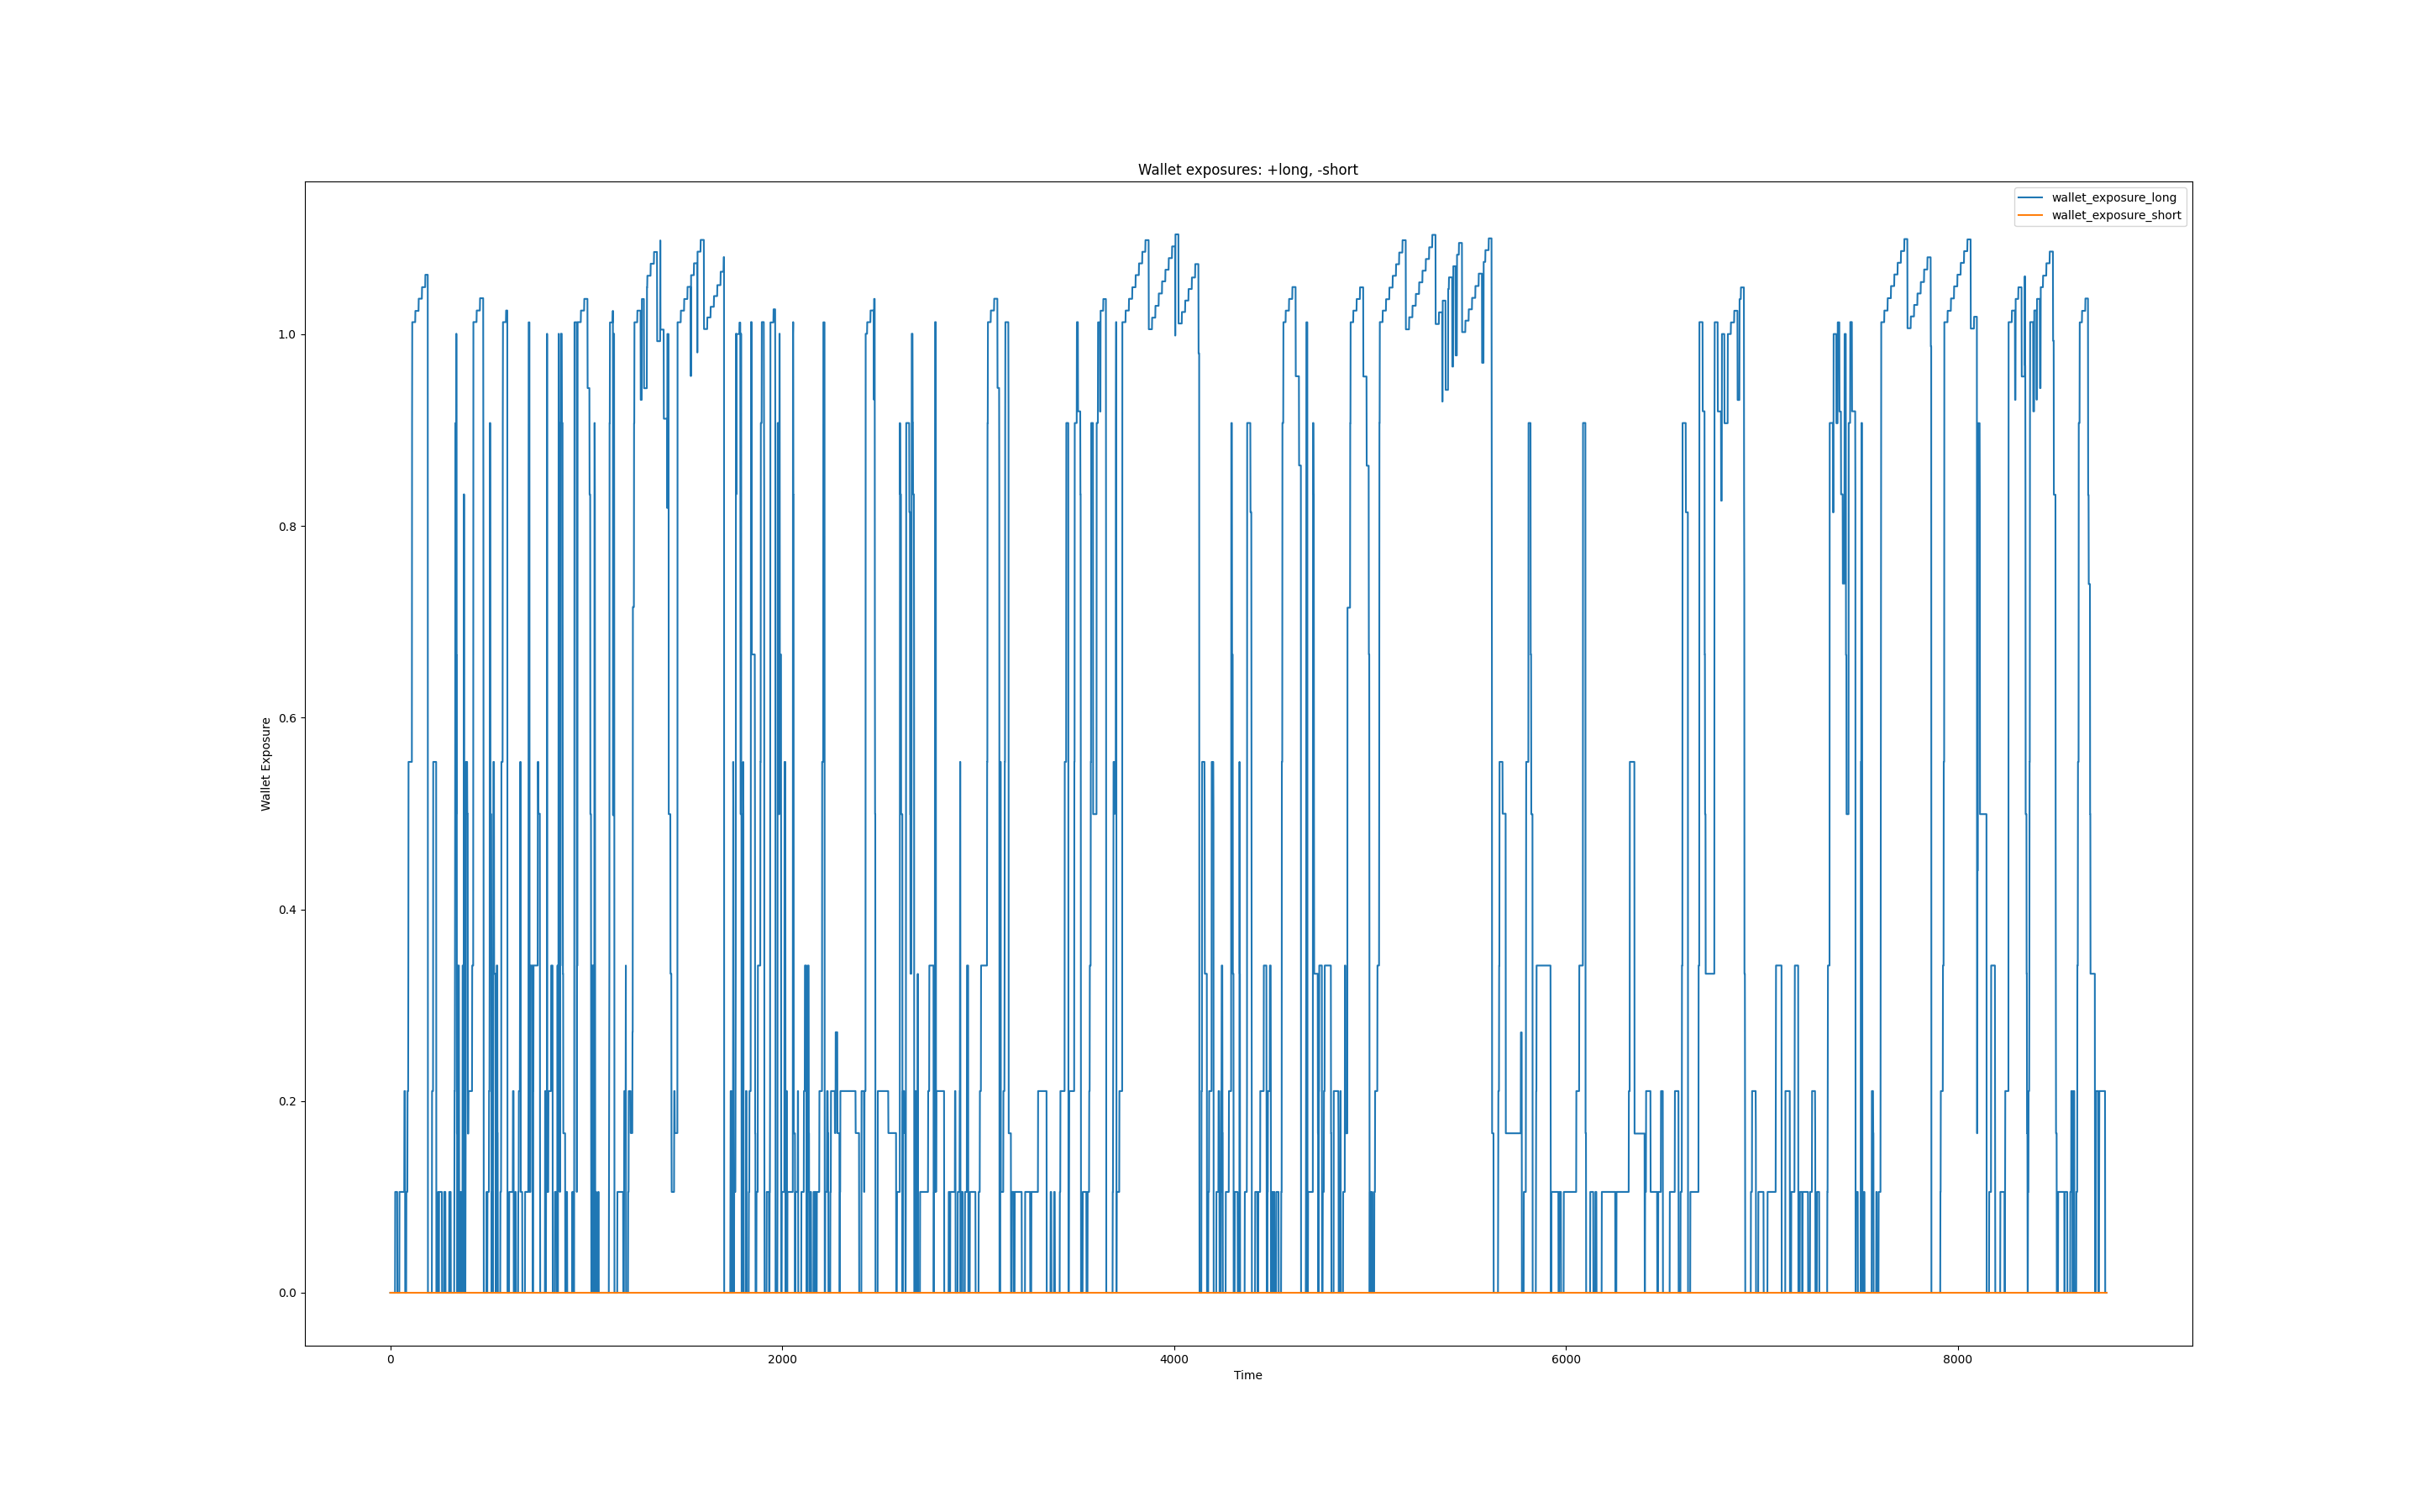 Wallet exposures: +long, -short
wallet_exposure_long
wallet_exposure_short
1.0
0.8
0.6
0.4
0.2
0.0
Wallet Exposure
0 2000 4000 6000 8000
Time